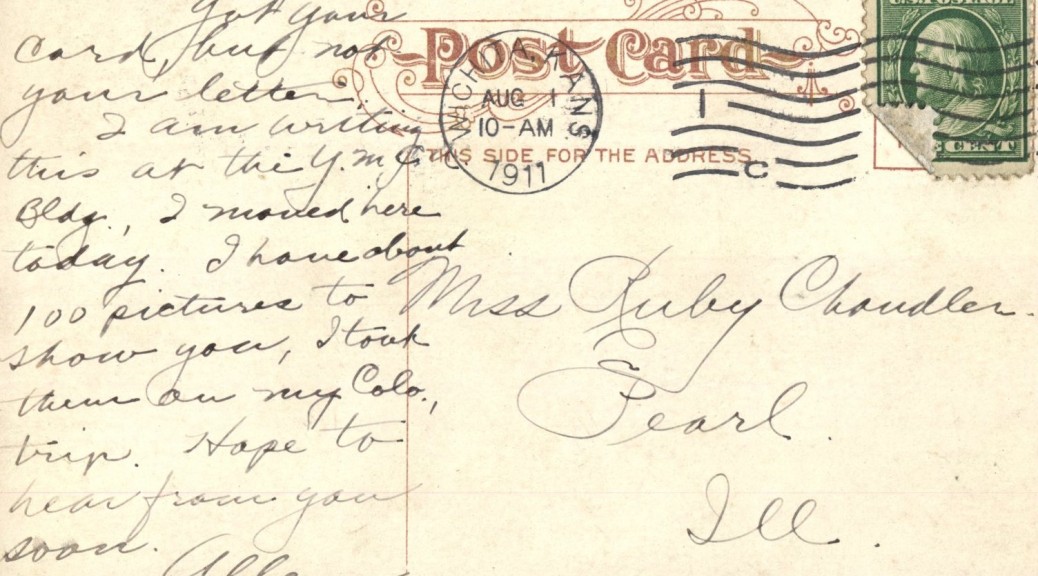 Got your
card, but not
your letter.
I am writing
this at the Y.M.C.a.
Bldg., I moved here
today. I have about
100 pictures to
show you, I took
them on my Colo.,
trip. Hope to
hear from you
soon.
Post Card
THIS SIDE FOR THE ADDRESS.
WICHITA, KANS.
AUG 1
10-AM
1911
1
C
U.S. POSTAGE
CENT
Miss Ruby Chandler.
Pearl.
Ill.